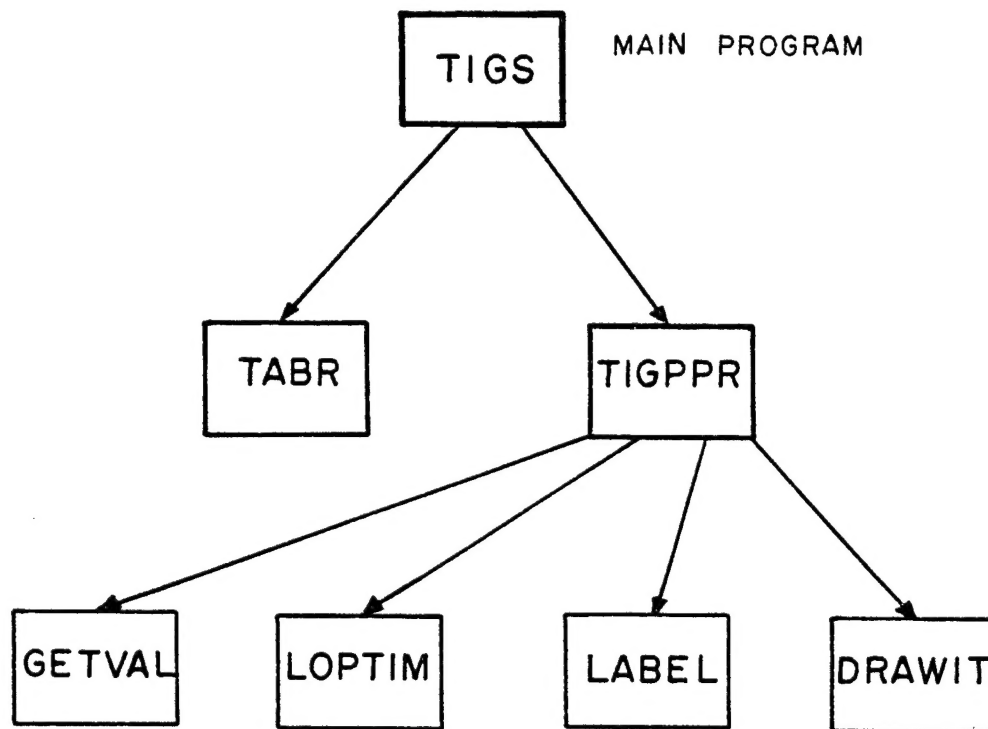 TIGS
MAIN PROGRAM
TABR
TIGPPR
GETVAL
LOPTIM
LABEL
DRAWIT